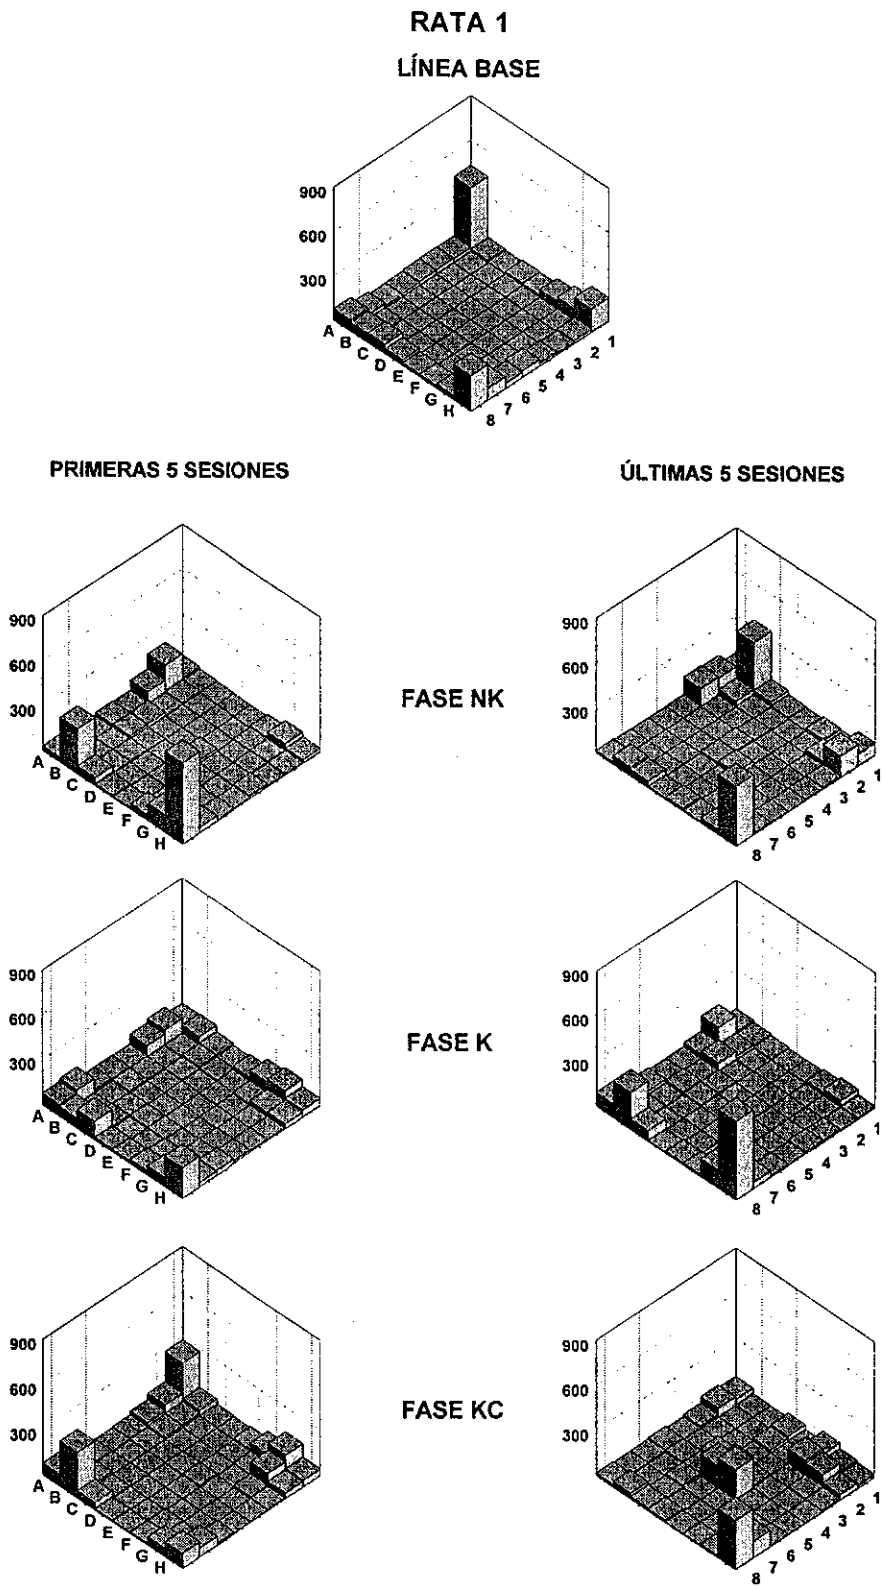 RATA 1
LÍNEA BASE
900
600
300
A B C D E F G H
8 7 6 5 4 3 2 1
PRIMERAS 5 SESIONES
ÚLTIMAS 5 SESIONES
900
600
300
A B C D E F G H
FASE NK
900
600
300
8 7 6 5 4 3 2 1
900
600
300
A B C D E F G H
FASE K
900
600
300
8 7 6 5 4 3 2 1
900
600
300
A B C D E F G H
FASE KC
900
600
300
8 7 6 5 4 3 2 1